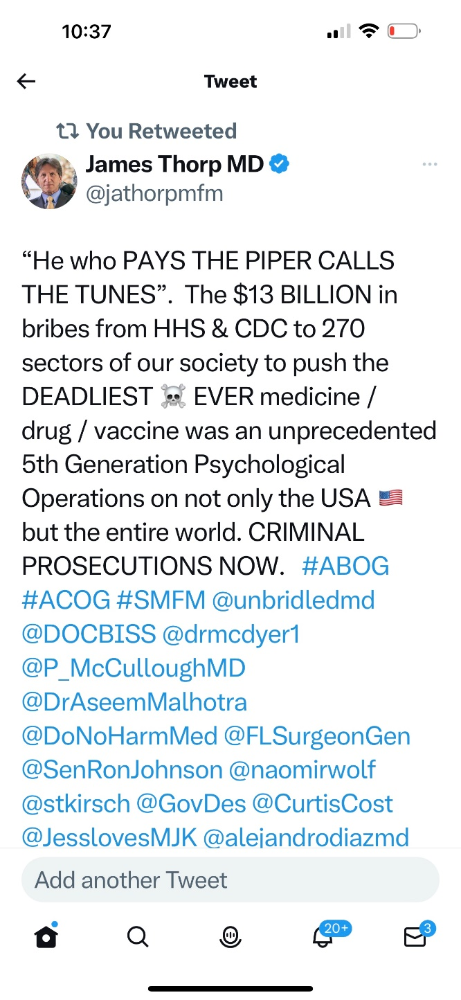 10:37
Tweet
You Retweeted
James Thorp MD
@jathorpmfm
“He who PAYS THE PIPER CALLS
THE TUNES”.  The $13 BILLION in
bribes from HHS & CDC to 270
sectors of our society to push the
DEADLIEST ☠️ EVER medicine /
drug / vaccine was an unprecedented
5th Generation Psychological
Operations on not only the USA 🇺🇸
but the entire world. CRIMINAL
PROSECUTIONS NOW.   #ABOG
#ACOG #SMFM @unbridledmd
@DOCBISS @drmcdyer1
@P_McCulloughMD
@DrAseemMalhotra
@DoNoHarmMed @FLSurgeonGen
@SenRonJohnson @naomirwolf
@stkirsch @GovDes @CurtisCost
@JesslovesMJK @alejandrodiazmd
Add another Tweet
20+
3